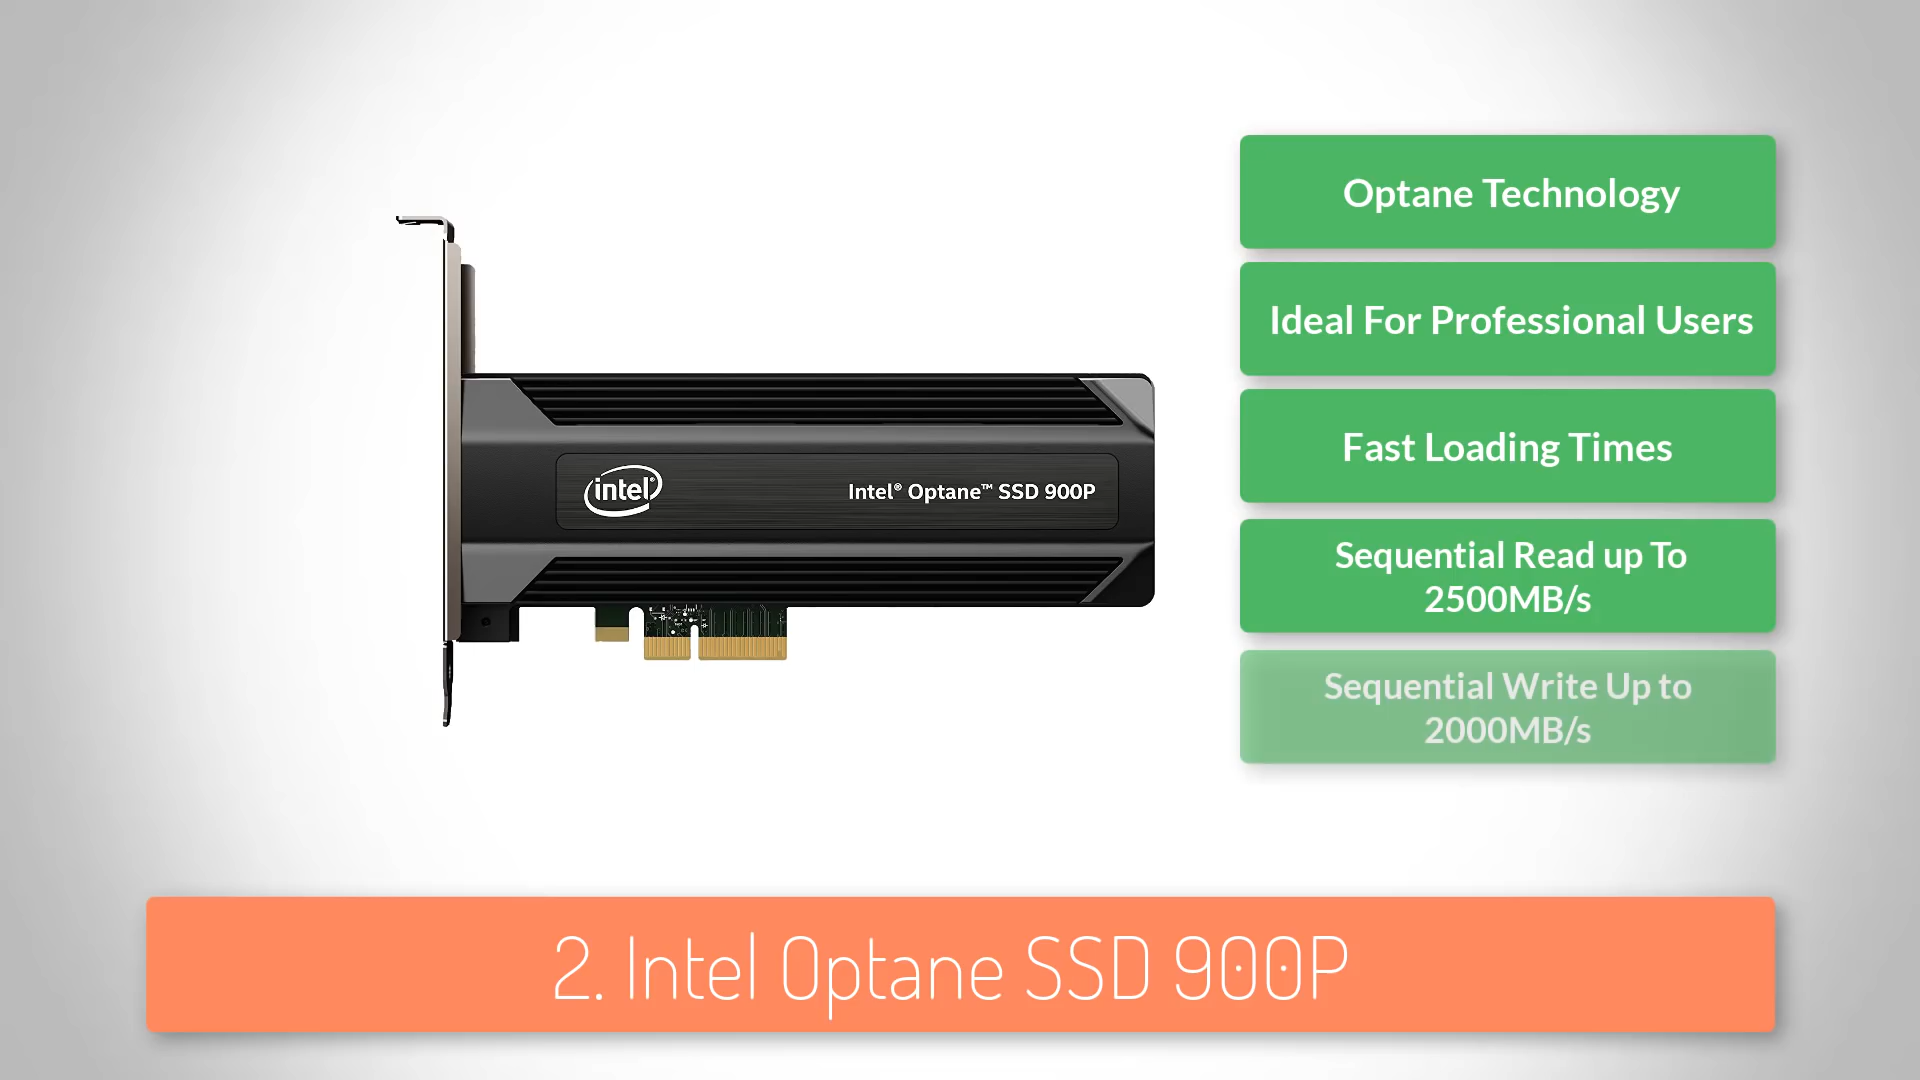 Optane Technology
Ideal For Professional Users
Fast Loading Times
Sequential Read up To
2500MB/s
Sequential Write Up to
2000MB/s
intel®
Intel® Optane™ SSD 900P
2. Intel Optane SSD 900P